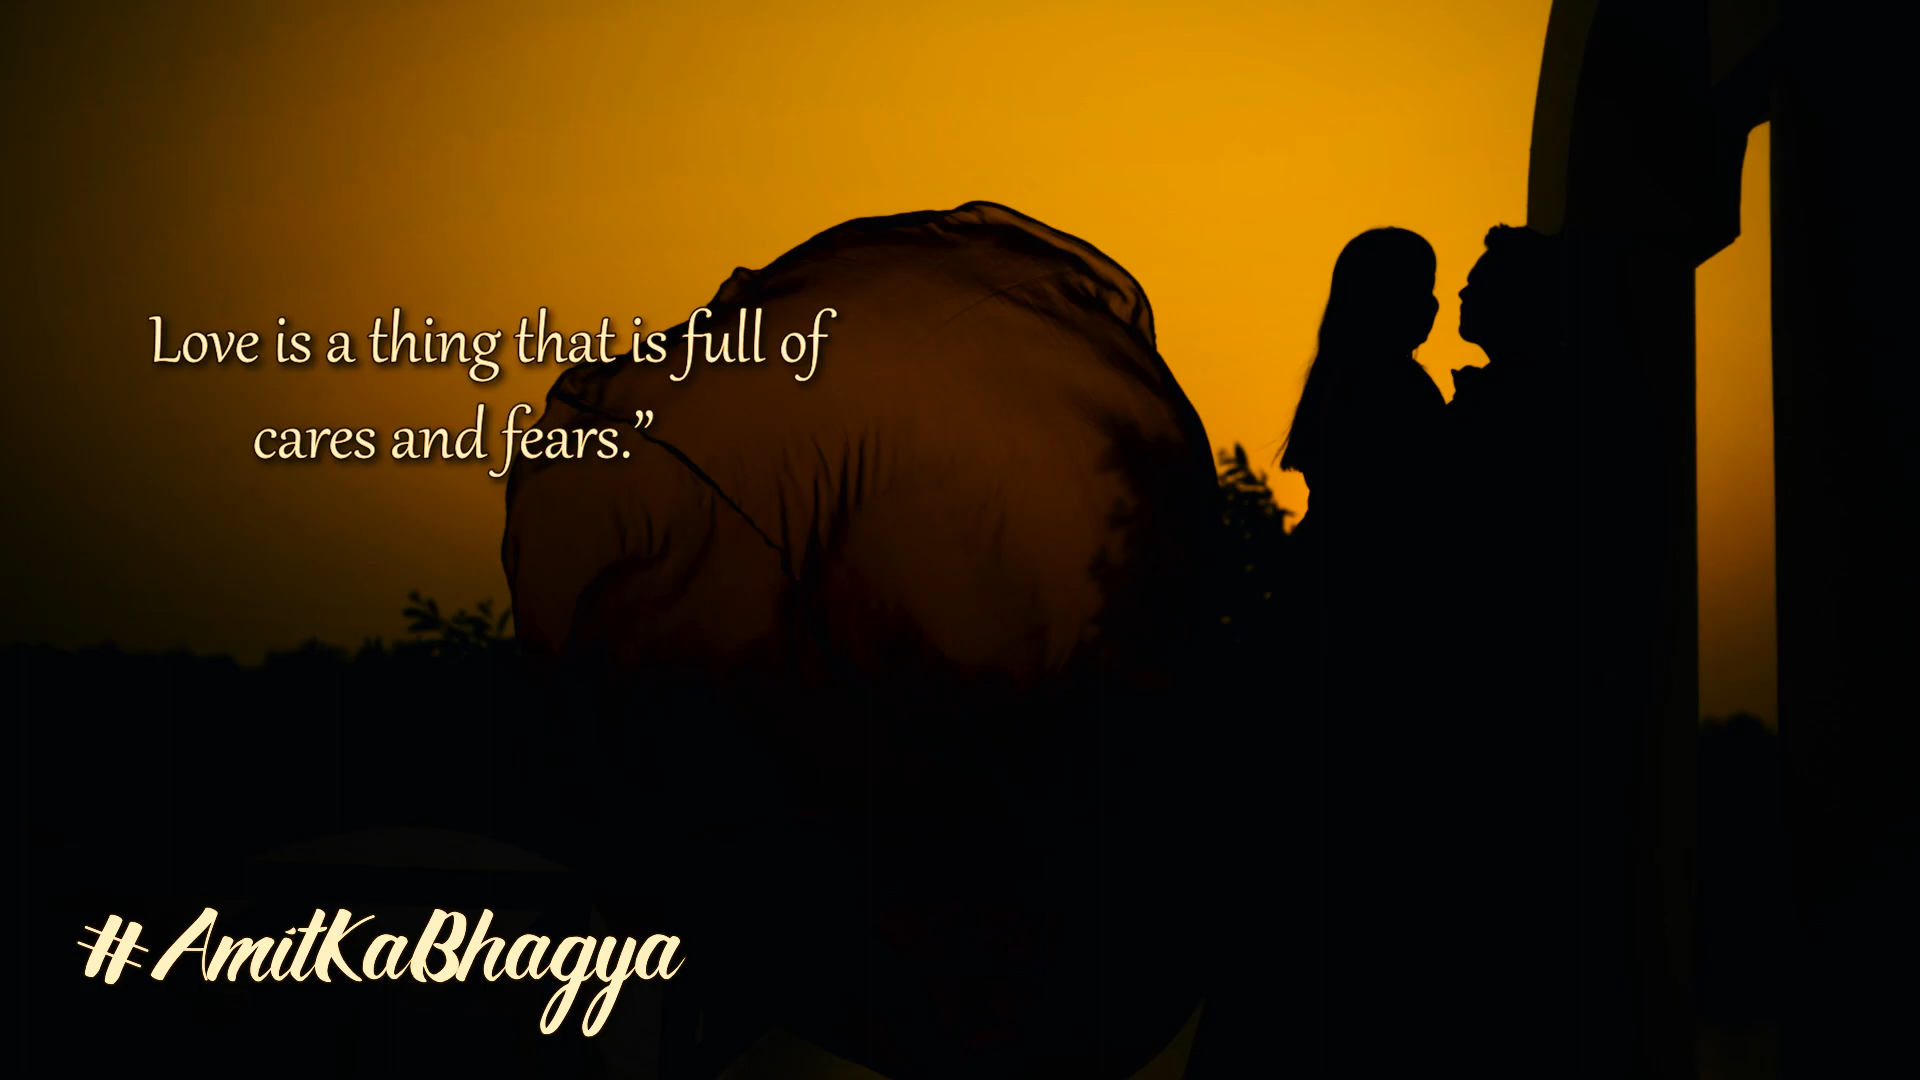 Love is a thing that is full of
cares and fears.”
#AmitKaBhagya